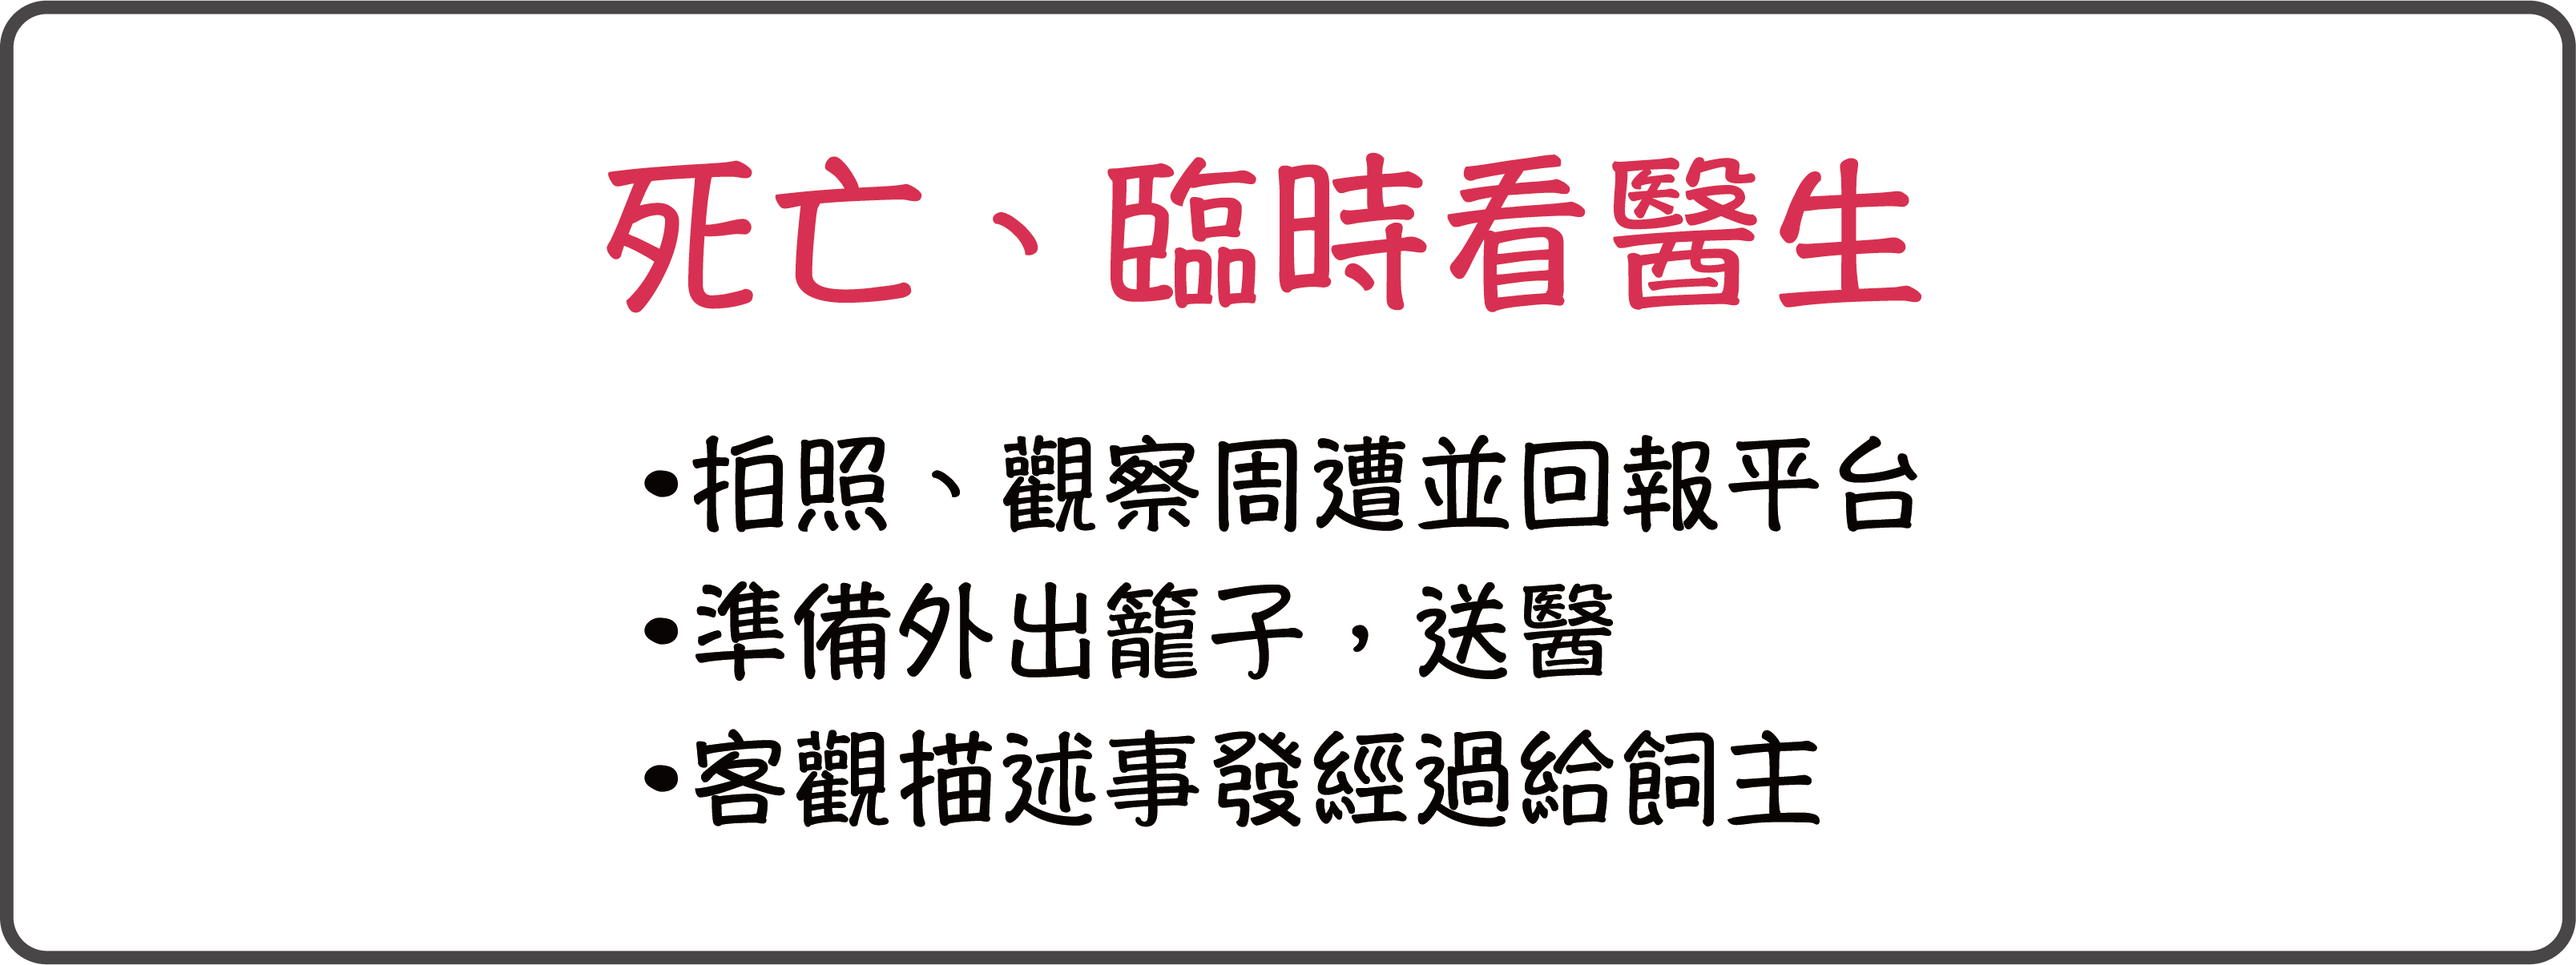 死亡、臨時看醫生
•拍照、觀察周遭並回報平台
•準備外出籠子，送醫
•客觀描述事發經過給飼主